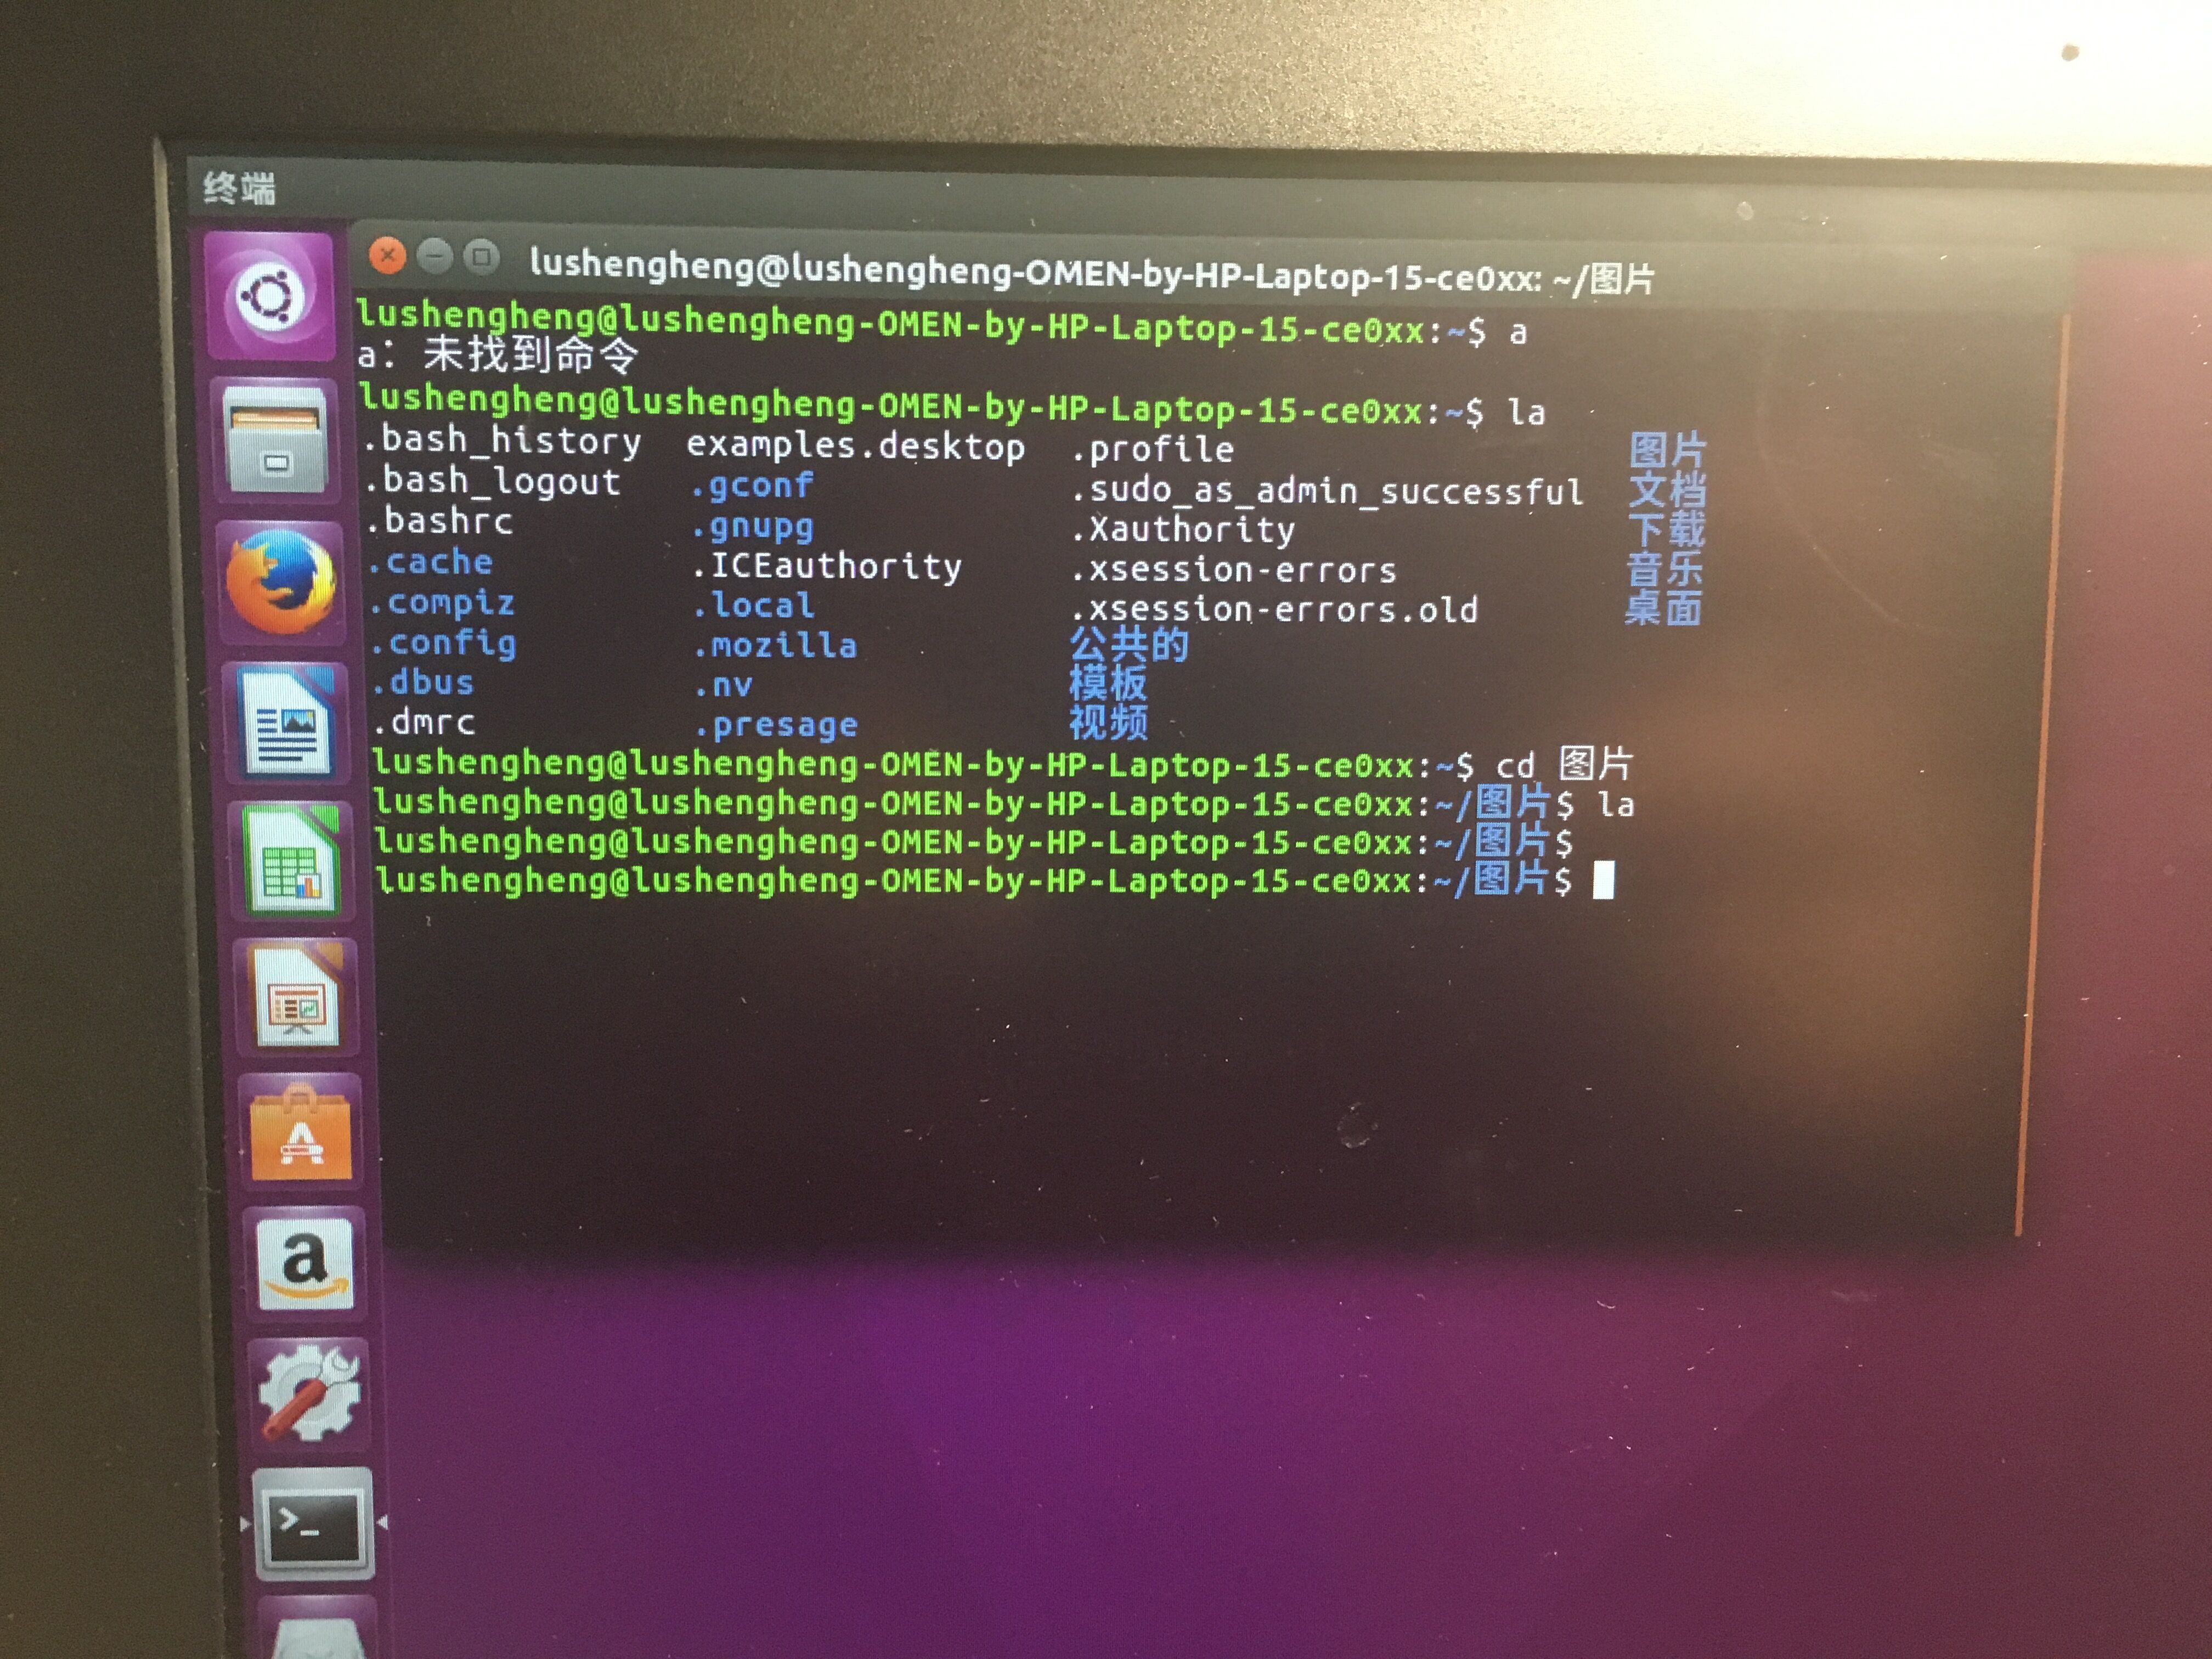 终端
lushengheng@lushengheng-OMEN-by-HP-Laptop-15-ce0xx: ~/图片
lushengheng@lushengheng-OMEN-by-HP-Laptop-15-ce0xx:~$ a
a: 未找到命令
lushengheng@lushengheng-OMEN-by-HP-Laptop-15-ce0xx:~$ la
.bash_history examples.desktop .profile 图片
.bash_logout .gconf .sudo_as_admin_successful 文档
.bashrc .gnupg .Xauthority 下载
.cache .ICEauthority .xsession-errors 音乐
.compiz .local .xsession-errors.old 桌面
.config .mozilla 公共的
.dbus .nv 模板
.dmrc .presage 视频
lushengheng@lushengheng-OMEN-by-HP-Laptop-15-ce0xx:~$ cd 图片
lushengheng@lushengheng-OMEN-by-HP-Laptop-15-ce0xx:~/图片$ la
lushengheng@lushengheng-OMEN-by-HP-Laptop-15-ce0xx:~/图片$
lushengheng@lushengheng-OMEN-by-HP-Laptop-15-ce0xx:~/图片$
A
a
>_